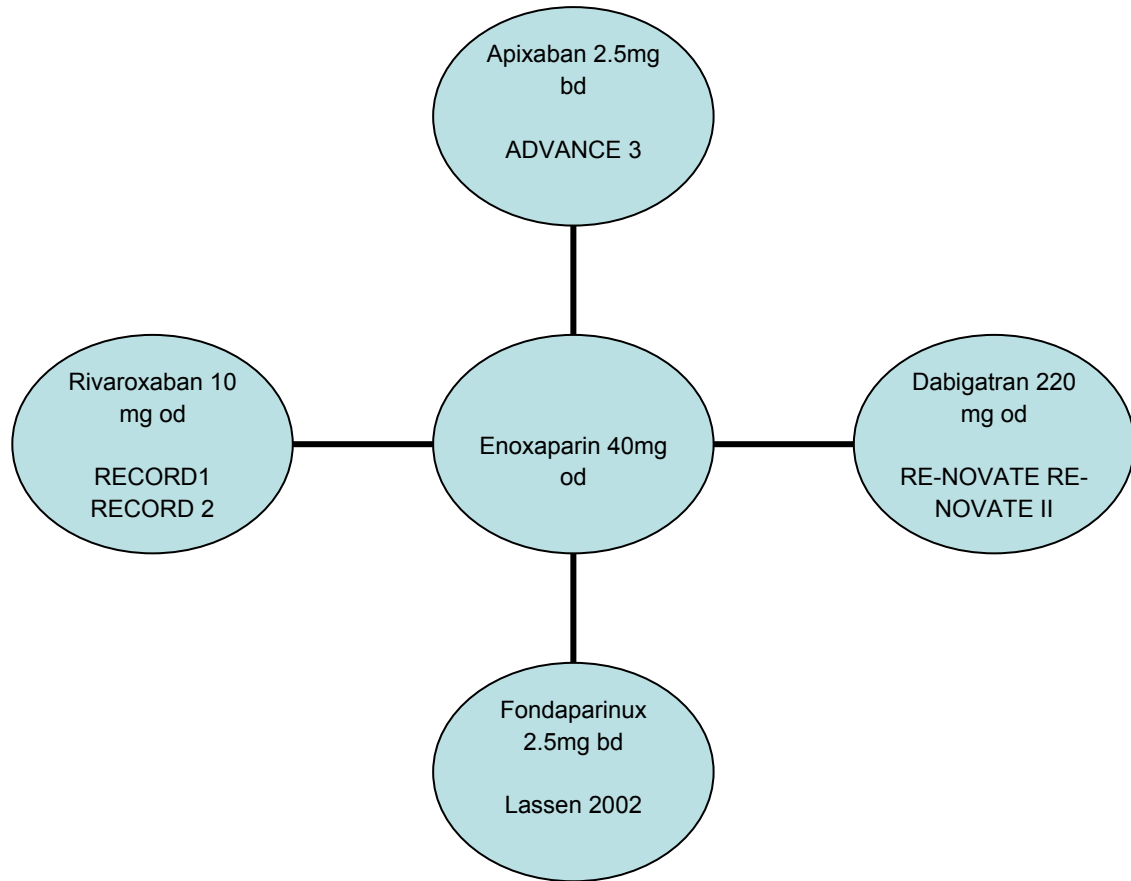 Apixaban 2.5mg
bd
ADVANCE 3
Rivaroxaban 10
mg od
RECORD1
RECORD 2
Enoxaparin 40mg
od
Dabigatran 220
mg od
RE-NOVATE RE-
NOVATE II
Fondaparinux
2.5mg bd
Lassen 2002